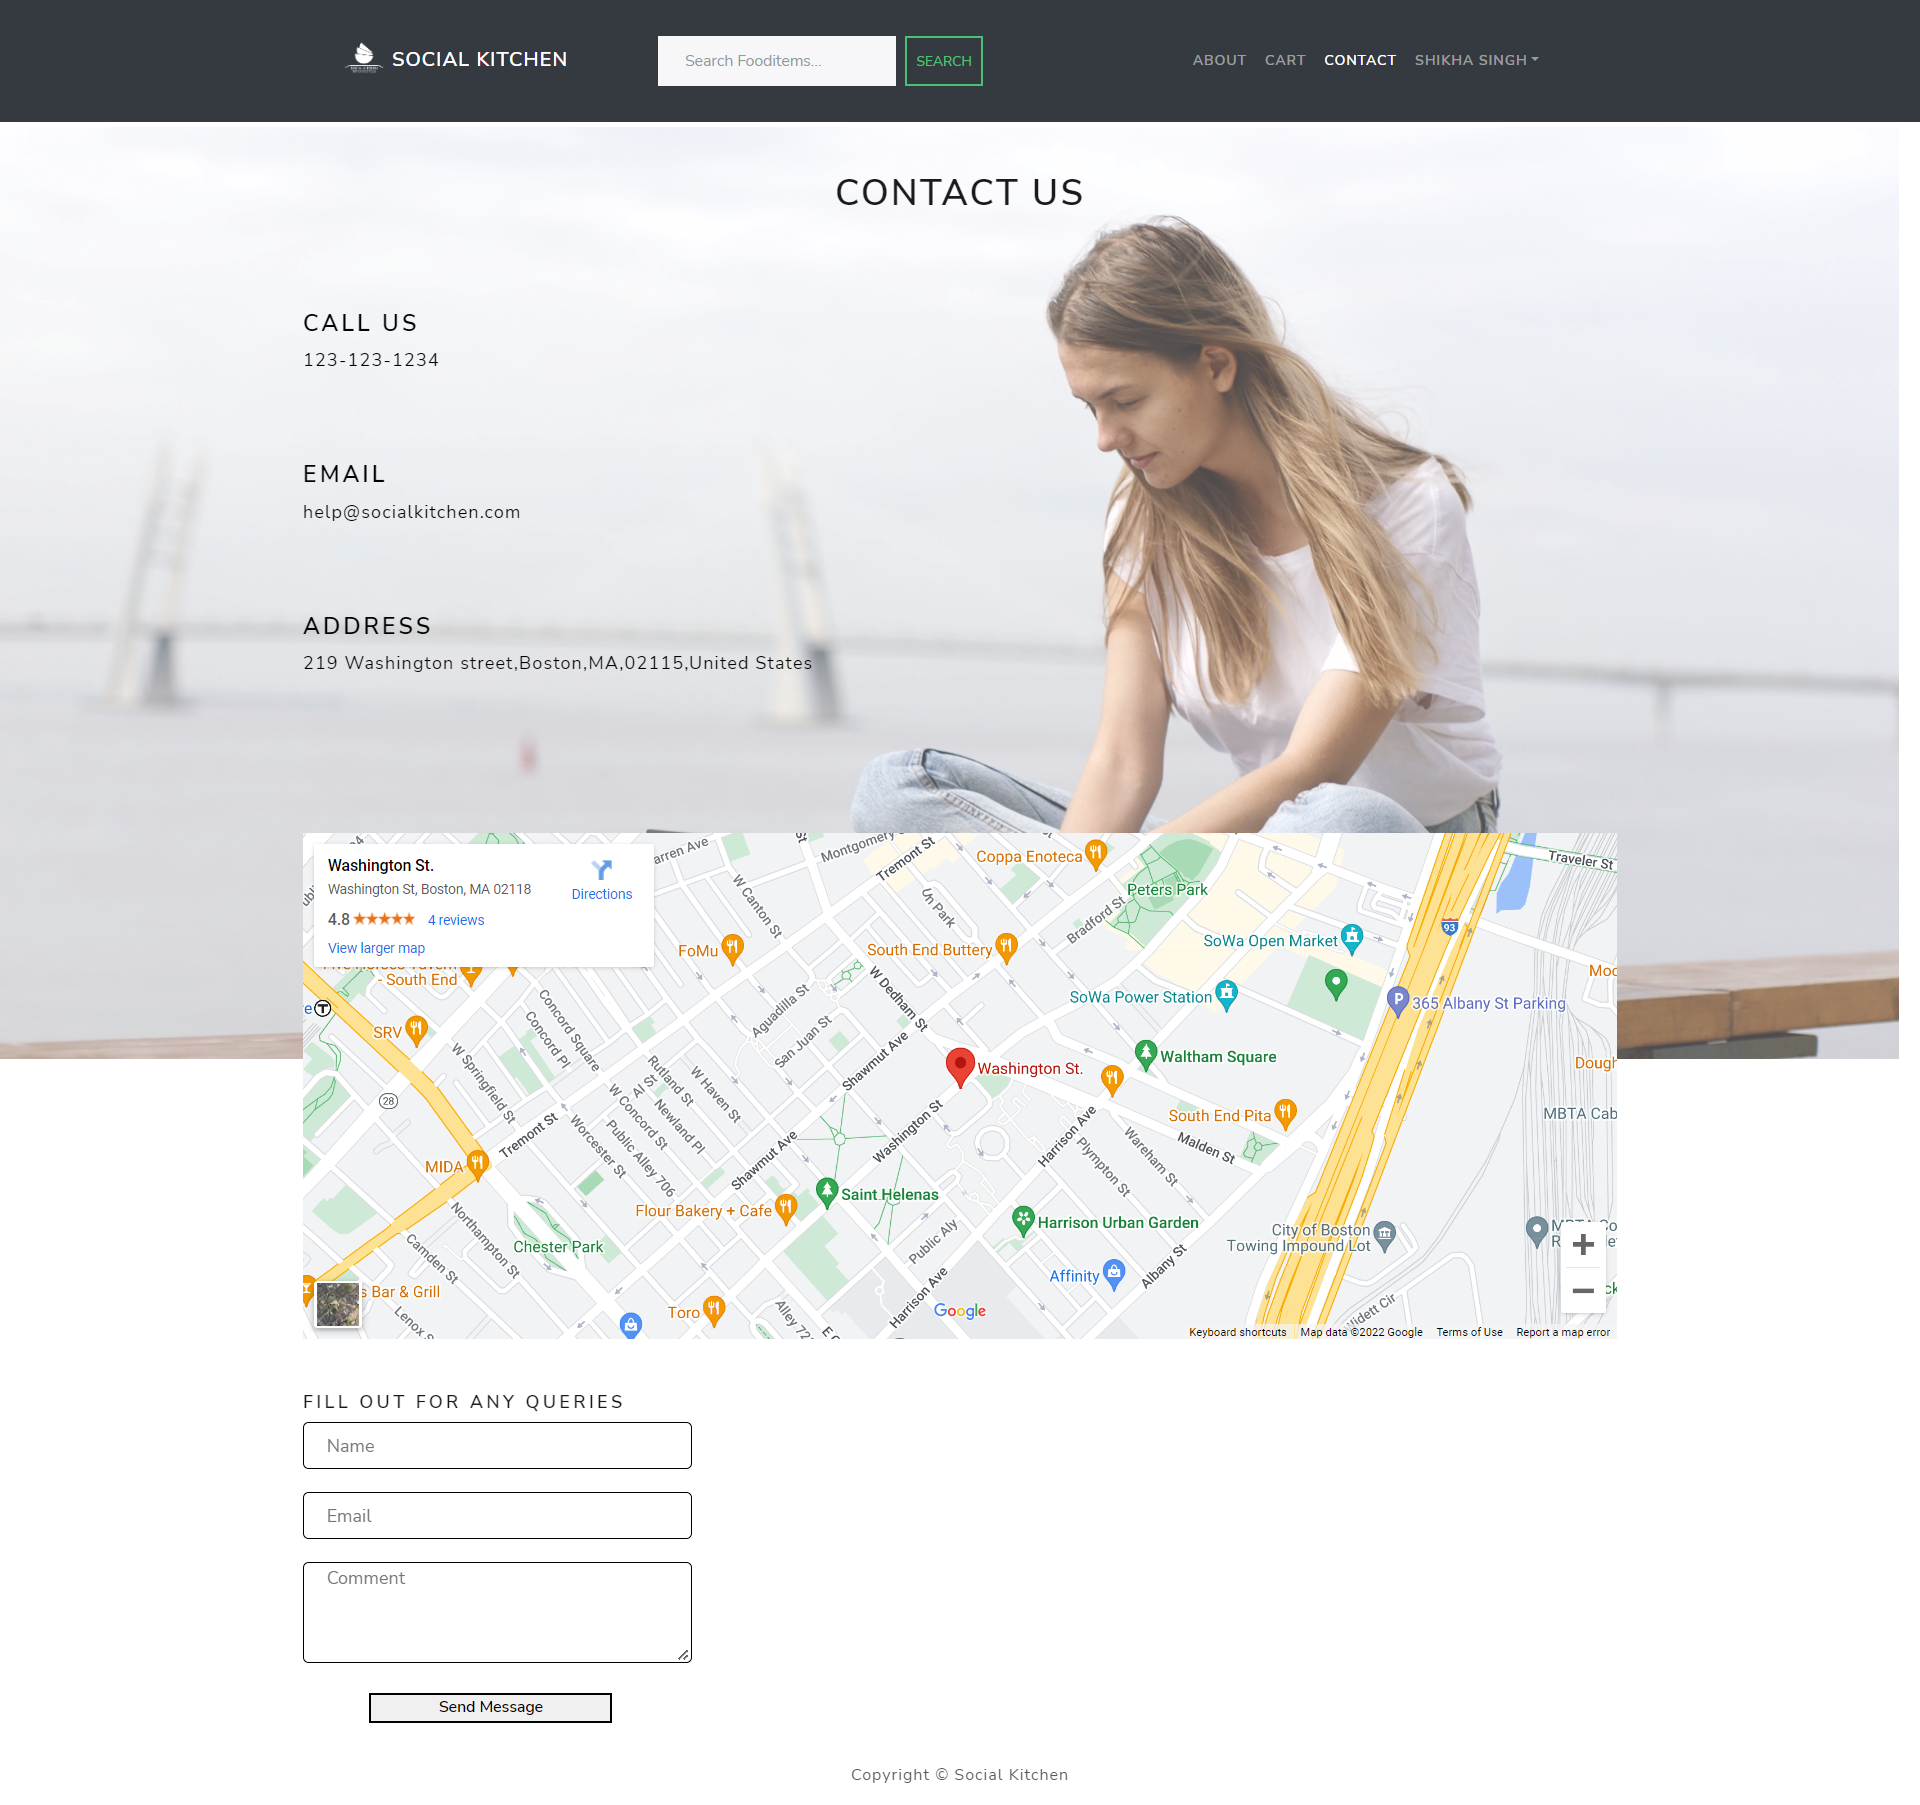 SOCIAL KITCHEN
Search Fooditems...
SEARCH
ABOUT
CART
CONTACT
SHIKHA SINGH
CONTACT US
CALL US
123-123-1234
EMAIL
help@socialkitchen.com
ADDRESS
219 Washington street,Boston,MA,02115,United States
Washington St.
Washington St, Boston, MA 02118
Directions
4.8
4 reviews
View larger map
Montgomery
Tremont St
Coppa Enoteca
Traveler St
Peters Park
W Canton St
Un Park
Bradford St
93
FoMu
South End Buttery
SoWa Open Market
- South End
W Dedham St
SoWa Power Station
P
365 Albany St Parking
Aguadilla St
San Juan St
Concord Square
Concord Pl
SRV
Shawmut Ave
Washington St.
Waltham Square
W Springfield St
Rutland St
Al St
W Haven St
W Concord St
Newland Pl
28
Washington St
South End Pita
MBTA Cab
Tremont St
Worcester St
Public Alley 706
Shawmut Ave
Harrison Ave
Plympton St
Wareham St
Malden St
MIDA
Saint Helenas
Flour Bakery + Cafe
Harrison Urban Garden
City of Boston
Towing Impound Lot
Northampton St
Camden St
Chester Park
Public Aly
Albany St
Affinity
s Bar & Grill
Toro
Harrison Ave
Lenox S
Alley 72
Google
Keyboard shortcuts
Map data ©2022 Google
Terms of Use
Report a map error
FILL OUT FOR ANY QUERIES
Name
Email
Comment
Send Message
Copyright © Social Kitchen